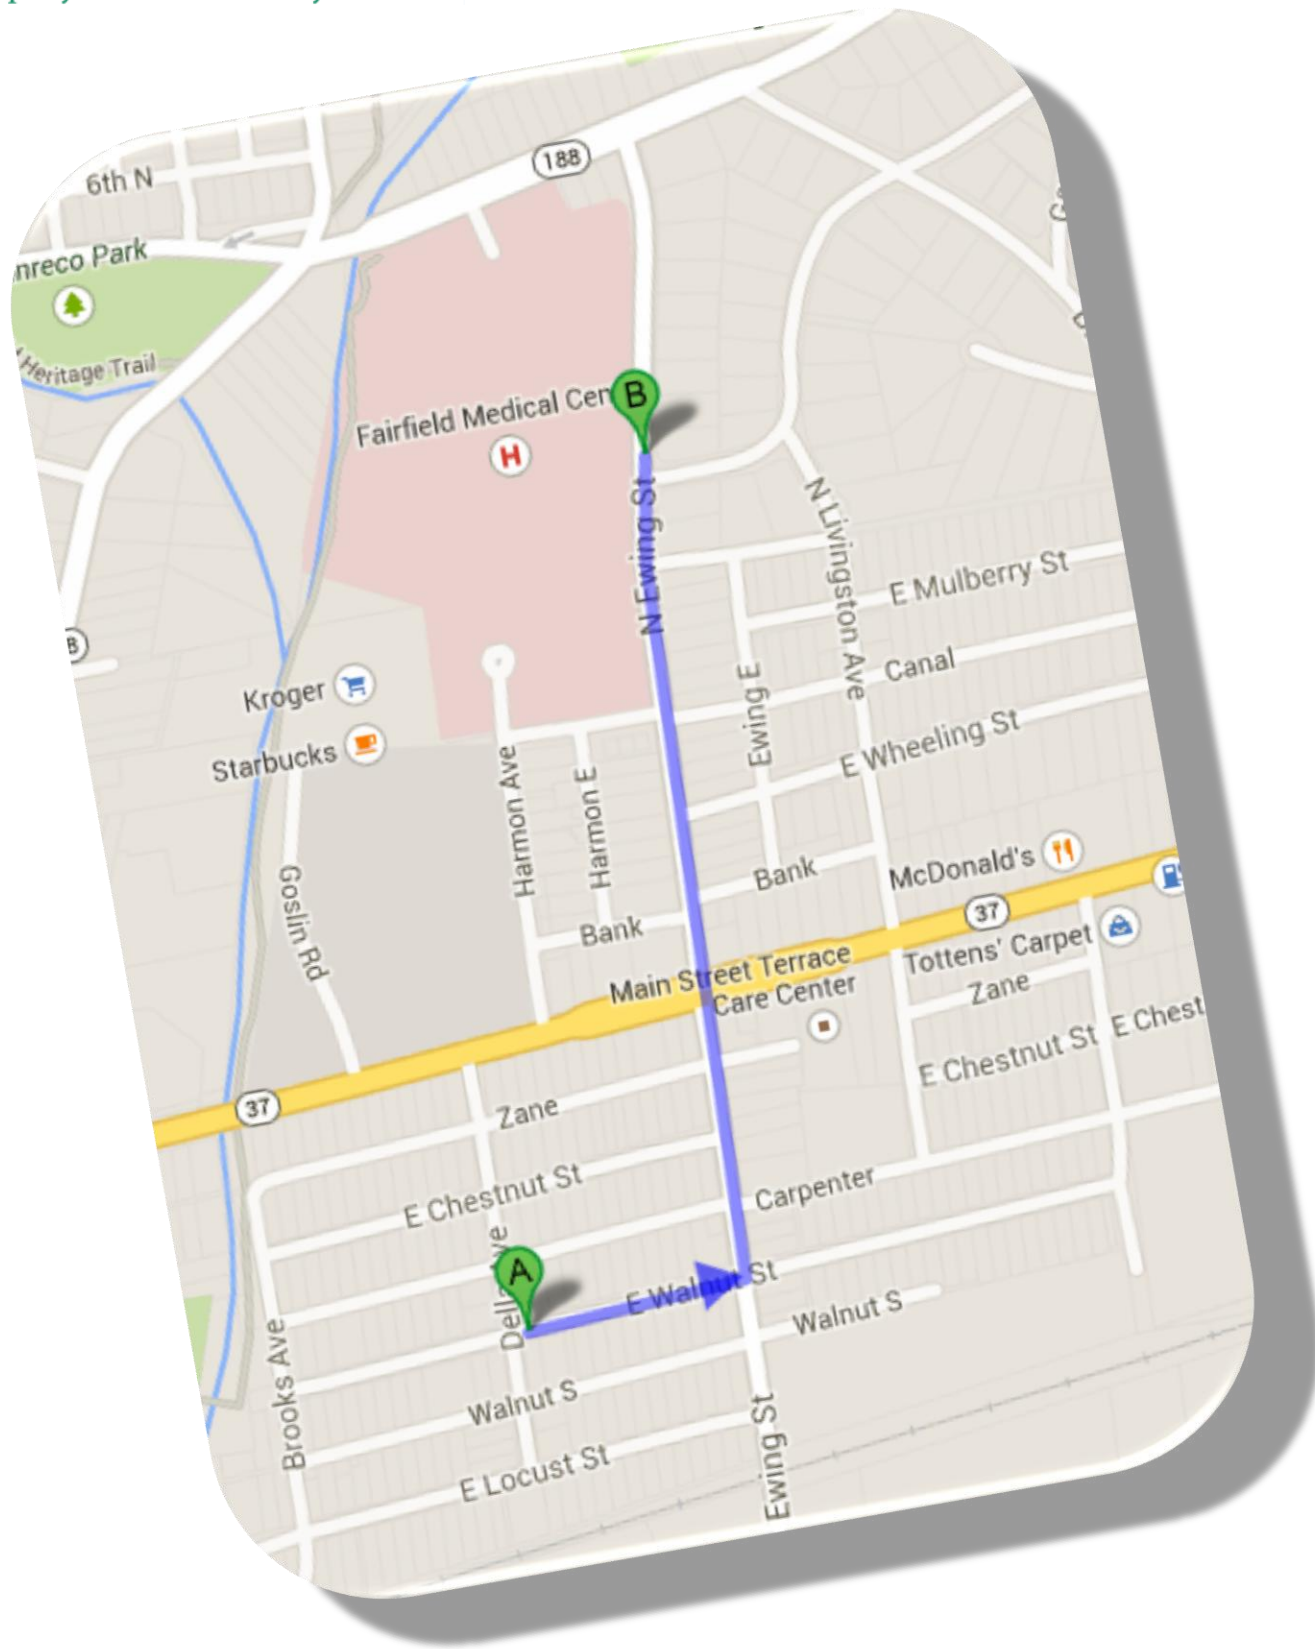 188
6th N
nreco Park
Heritage Trail
B
Fairfield Medical Cen
H
N Ewing St
N Livingston Ave
E Mulberry St
8
Kroger
Canal
Ewing E
Starbucks
E Wheeling St
Harmon Ave
Harmon E
Goslin Rd
Bank
McDonald's
37
Bank
Main Street Terrace
Care Center
Tottens' Carpet
Zane
E Chestnut St
E Chest
37
Zane
E Chestnut St
Carpenter
A
E Walnut St
Walnut S
Brooks Ave
Walnut S
E Locust St
Ewing St